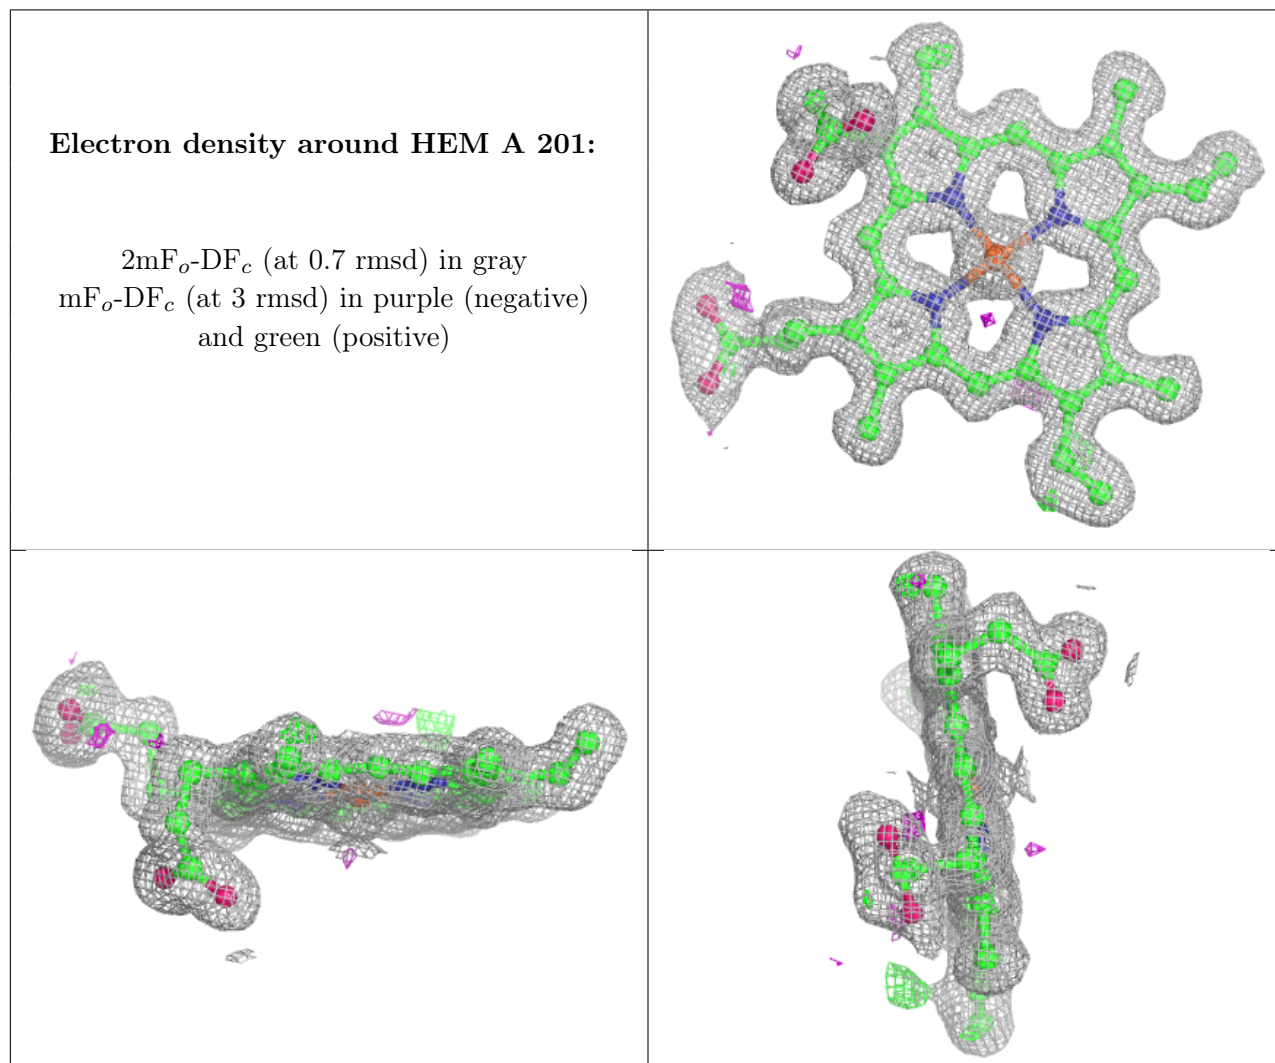 Electron density around HEM A 201:
2mFo-DFc (at 0.7 rmsd) in gray
mFo-DFc (at 3 rmsd) in purple (negative)
and green (positive)